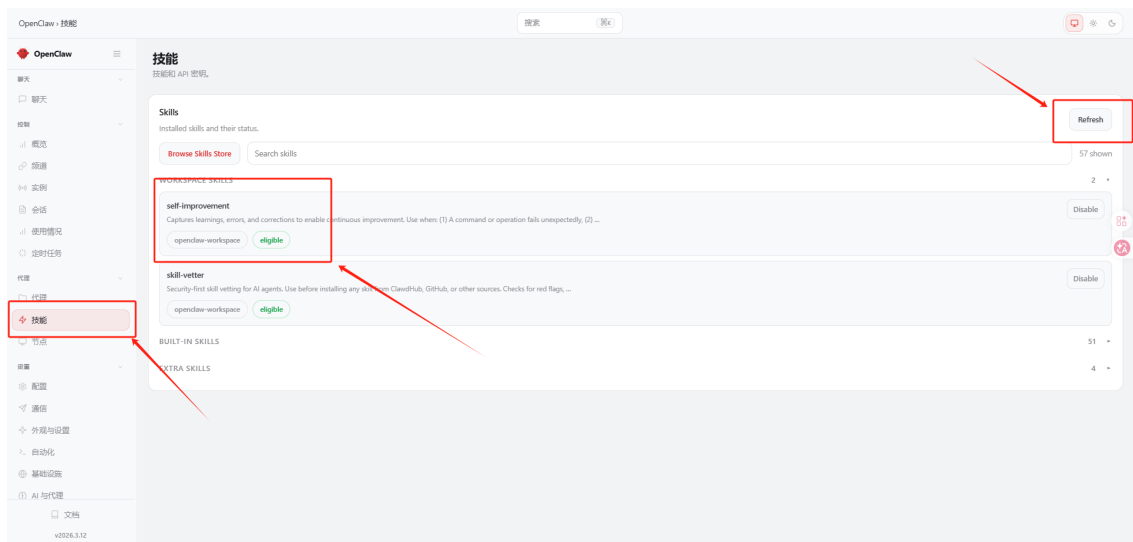 OpenClaw › 技能
搜索
⌘K
OpenClaw
聊天
聊天
控制
概览
频道
实例
会话
使用情况
定时任务
代理
代理
技能
节点
设置
配置
通信
外观与设置
自动化
基础设施
AI 与代理
文档
v2026.3.12
技能
技能和 API 密钥。
Skills
Installed skills and their status.
Refresh
Browse Skills Store
Search skills
57 shown
WORKSPACE SKILLS
2
self-improvement
Captures learnings, errors, and corrections to enable continuous improvement. Use when: (1) A command or operation fails unexpectedly, (2) ...
openclaw-workspace
eligible
Disable
skill-vetter
Security-first skill vetting for AI agents. Use before installing any skill from ClawdHub, GitHub, or other sources. Checks for red flags, ...
openclaw-workspace
eligible
Disable
BUILT-IN SKILLS
51
EXTRA SKILLS
4